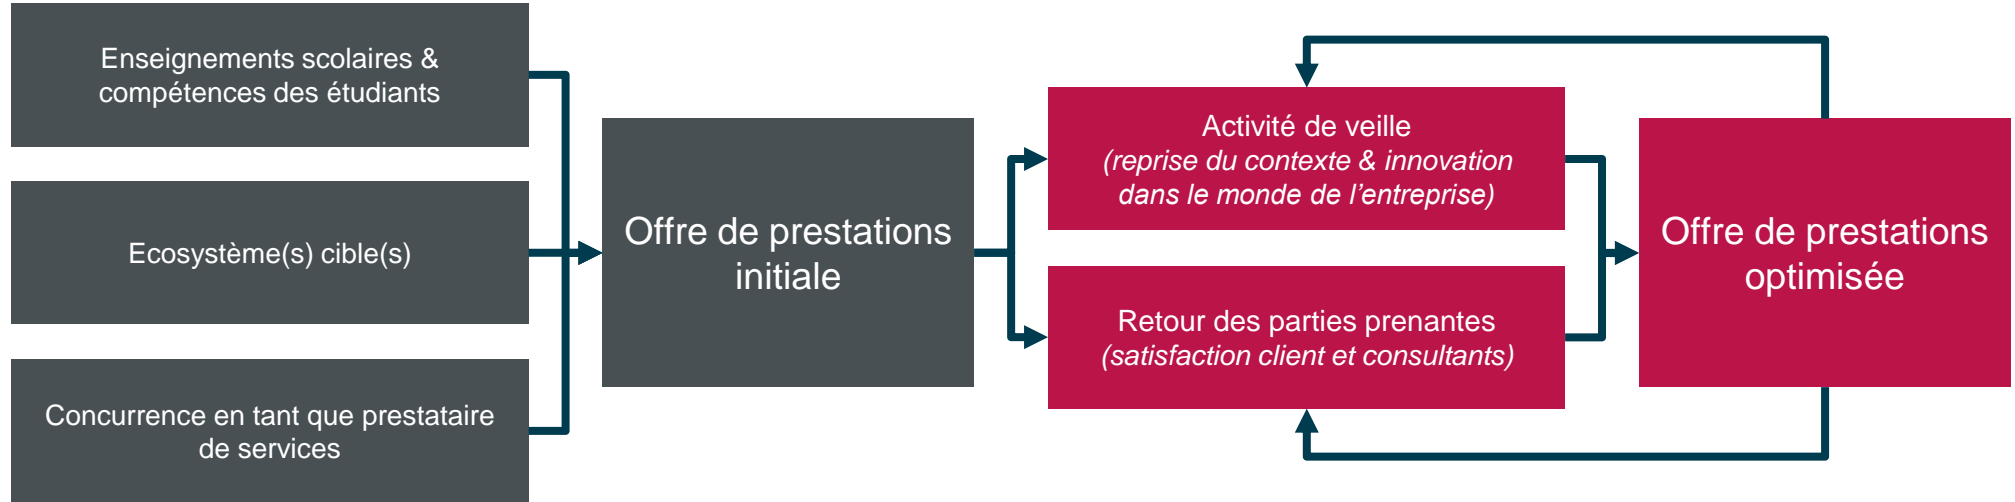 Enseignements scolaires &
compétences des étudiants
Ecosystème(s) cible(s)
Concurrence en tant que prestataire
de services
Offre de prestations
initiale
Activité de veille
(reprise du contexte & innovation
dans le monde de l’entreprise)
Retour des parties prenantes
(satisfaction client et consultants)
Offre de prestations
optimisée